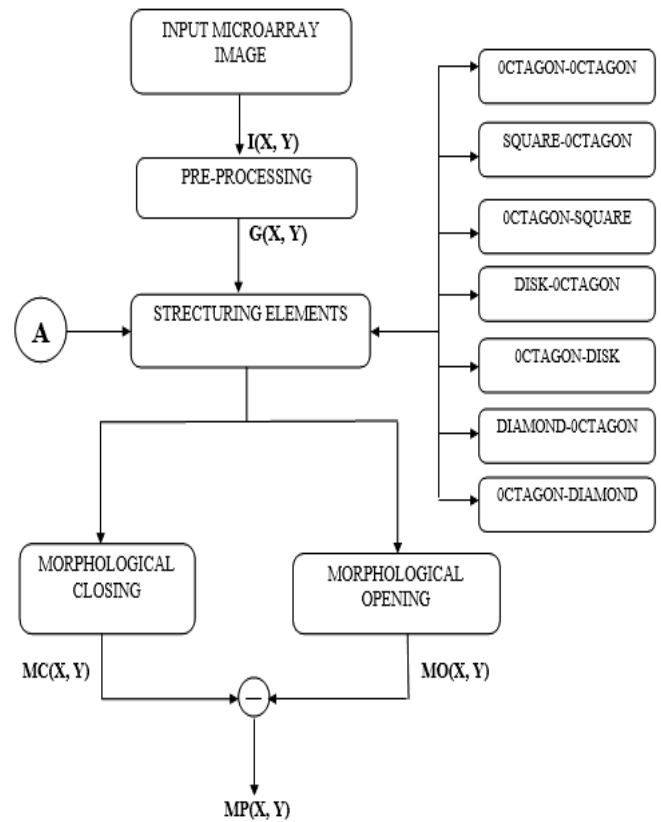 INPUT MICROARRAY
IMAGE
I(X, Y)
PRE-PROCESSING
G(X, Y)
STRECTURING ELEMENTS
A
0CTAGON-0CTAGON
SQUARE-0CTAGON
0CTAGON-SQUARE
DISK-0CTAGON
0CTAGON-DISK
DIAMOND-0CTAGON
0CTAGON-DIAMOND
MORPHOLOGICAL
CLOSING
MORPHOLOGICAL
OPENING
MC(X, Y)
MO(X, Y)
—
MP(X, Y)